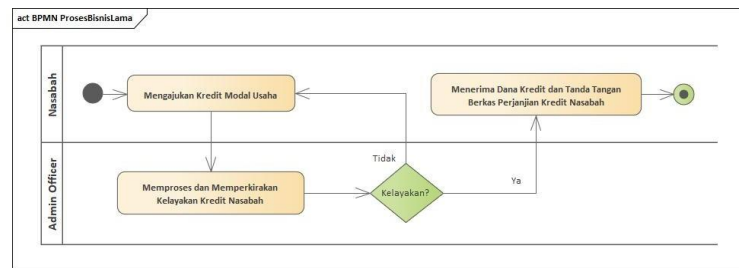 act BPMN ProsesBisnisLama
Nasabah
Mengajukan Kredit Modal Usaha
Menerima Dana Kredit dan Tanda Tangan
Berkas Perjanjian Kredit Nasabah
Admin Officer
Memproses dan Memperkirakan
Kelayakan Kredit Nasabah
Tidak
Kelayakan?
Ya